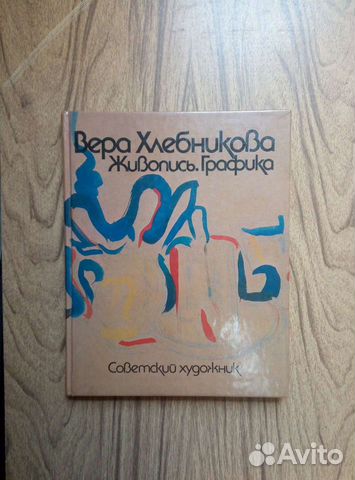 Вера Хлебникова
Живопись. Графика
Советский художник
Avito